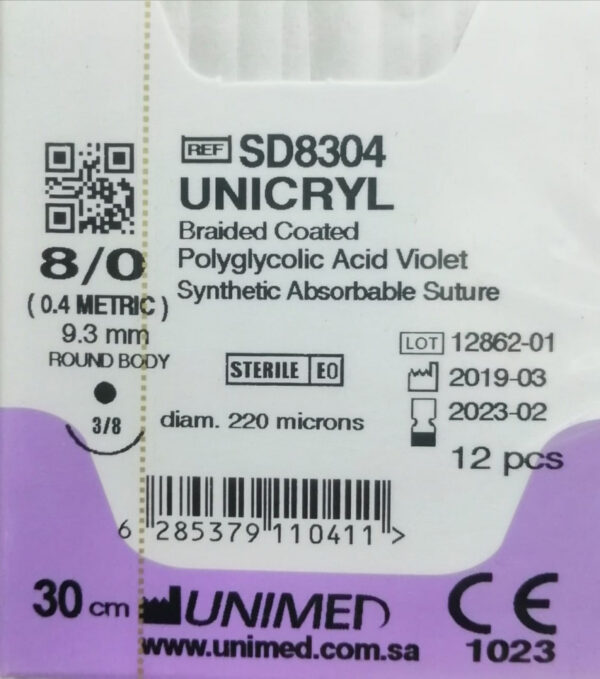 REF SD8304
UNICRYL
Braided Coated
Polyglycolic Acid Violet
Synthetic Absorbable Suture
8/0
(0.4 METRIC)
9.3 mm
ROUND BODY
3/8
STERILE EO
diam. 220 microns
LOT 12862-01
2019-03
2023-02
12 pcs
6 285379 110411 >
30 cm UNIMED
www.unimed.com.sa
CE
1023